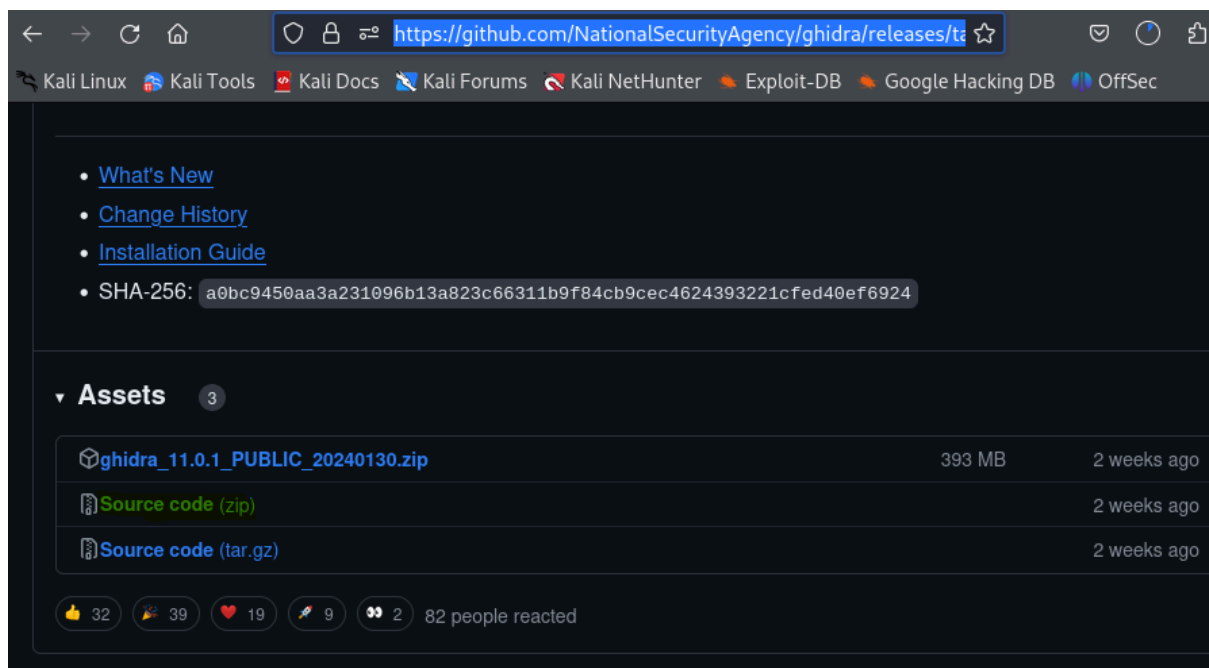 https://github.com/NationalSecurityAgency/ghidra/releases/ta
Kali Linux Kali Tools Kali Docs Kali Forums Kali NetHunter Exploit-DB Google Hacking DB OffSec
What's New
Change History
Installation Guide
SHA-256: a0bc9450aa3a231096b13a823c66311b9f84cb9cec4624393221cfed40ef6924
Assets 3
ghidra_11.0.1_PUBLIC_20240130.zip 393 MB 2 weeks ago
Source code (zip) 2 weeks ago
Source code (tar.gz) 2 weeks ago
32 39 19 9 2 82 people reacted